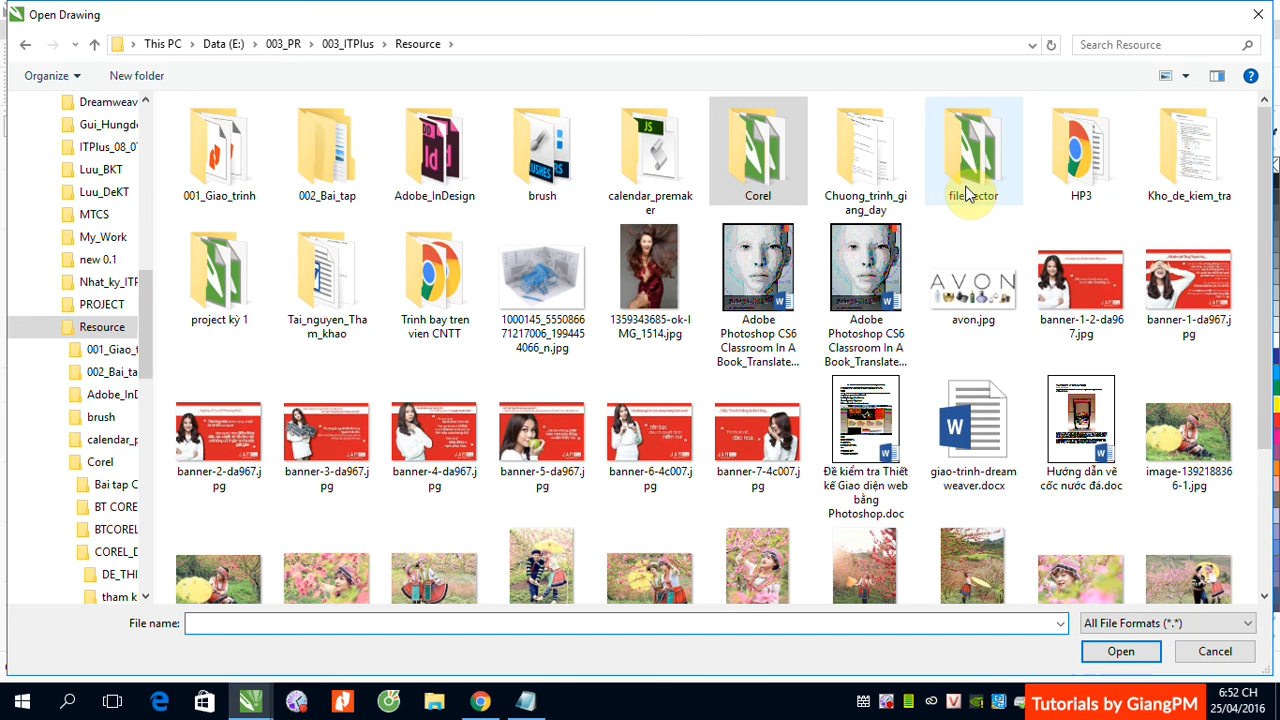 Open Drawing
This PC > Data (E:) > 003_PR > 003_ITPlus > Resource >
Search Resource
Organize
New folder
Dreamweav
Gui_Hungd
ITPlus_08_0
Luu_BKT
Luu_DeKT
MTCS
My_Work
new 0.1
Nhat_ky_ITP
PROJECT
Resource
001_Giao_t
002_Bai_ta
Adobe_InD
brush
calendar_p
Corel
Bai tap C
BT CORE
BTCOREL
COREL_D
DE_THI
tham k
001_Giao_trinh
002_Bai_tap
Adobe_InDesign
brush
calendar_premak
er
Corel
Chuong_trinh_gi
ang_day
HP3
Kho_de_kiem_tra
project kỳ 1
Tai_nguyen_Tha
m_khao
Trình bày tren
vien CNTT
1000145_5550866
71217006_199445
4066_n.jpg
1359343685-ok-I
MG_1514.jpg
Adobe
Photoshop CS6
Classroom In A
Book_Translate...
Adobe
Photoshop CS6
Classroom In A
Book_Translate...
AVON
avon.jpg
banner-1-2-da96
7.jpg
banner-1-da967.j
pg
banner-2-da967.j
pg
banner-3-da967.j
pg
banner-4-da967.j
pg
banner-5-da967.j
pg
banner-6-4c007.j
pg
banner-7-4c007.j
pg
Đề kiểm tra Thiết
kế Giao diện web
bằng
Photoshop.doc
giao-trinh-dream
weaver.docx
Hướng dẫn vẽ
cốc nước đá.doc
image-139218836
6-1.jpg
File name:
All File Formats (*.*)
Open
Cancel
6:52 CH
25/04/2016
Tutorials by GiangPM